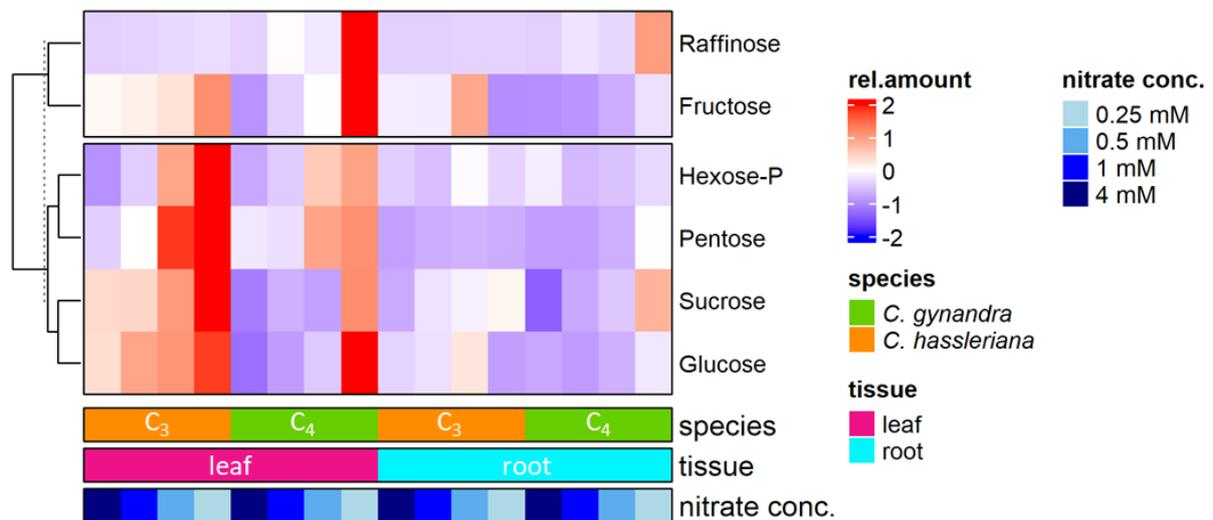 Raffinose
Fructose
Hexose-P
Pentose
Sucrose
Glucose
C₃ C₄ C₃ C₄ species
leaf root tissue
nitrate conc.
rel.amount
2
1
0
-1
-2
species
C. gynandra
C. hassleriana
tissue
leaf
root
nitrate conc.
0.25 mM
0.5 mM
1 mM
4 mM